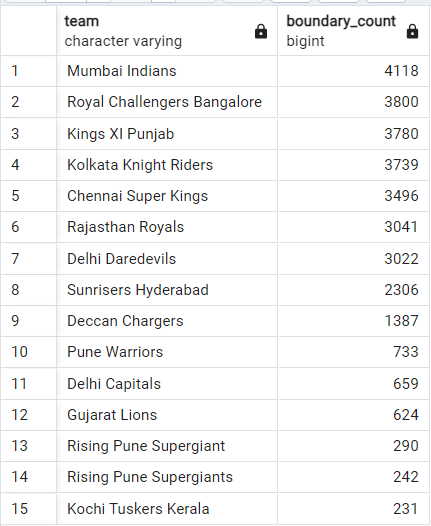 team boundary_count
character varying bigint
1 Mumbai Indians 4118
2 Royal Challengers Bangalore 3800
3 Kings XI Punjab 3780
4 Kolkata Knight Riders 3739
5 Chennai Super Kings 3496
6 Rajasthan Royals 3041
7 Delhi Daredevils 3022
8 Sunrisers Hyderabad 2306
9 Deccan Chargers 1387
10 Pune Warriors 733
11 Delhi Capitals 659
12 Gujarat Lions 624
13 Rising Pune Supergiant 290
14 Rising Pune Supergiants 242
15 Kochi Tuskers Kerala 231